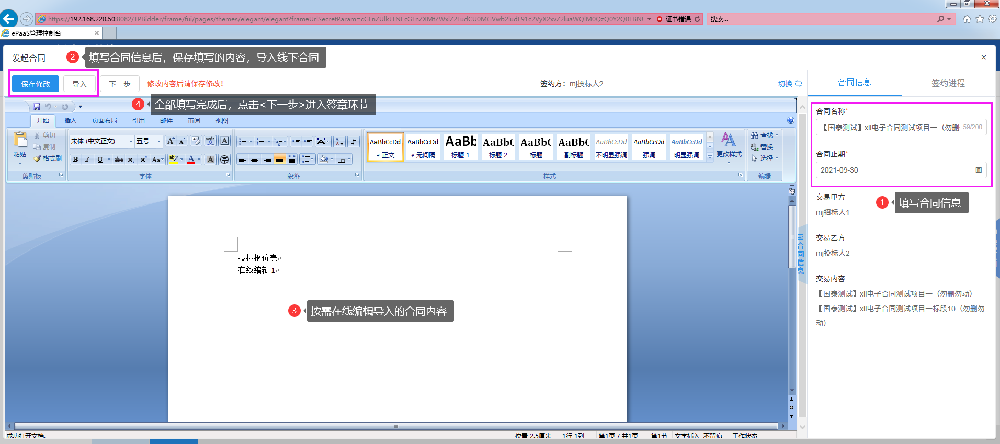 https://192.168.220.50:8082/TPBidder/frame/fui/pages/themes/elegant/elegant?frameUrlSecretParam=
证书错误
搜索...
ePaaS管理控制台
发起合同
2 填写合同信息后，保存填写的内容，导入线下合同
保存修改
导入
下一步
修改内容后请保存修改！
签约方：mj投标人2
切换
合同信息
签约进程
4 全部填写完成后，点击<下一步>进入签章环节
开始
插入
页面布局
引用
邮件
审阅
视图
粘贴
剪切
复制
格式刷
剪贴板
宋体 (中文正文)
五号
字体
段落
AaBbCcDd
正文
AaBbCcDd
无间隔
AaBb
标题 1
AaBbC
标题 2
AaBbC
标题
AaBbC
副标题
AaBbCcDd
不明显强调
AaBbCcDd
强调
AaBbCcDd
明显强调
更改样式
样式
查找
替换
选择
编辑
合同名称*
【国泰测试】xll电子合同测试项目一（勿删 59/200
合同止期*
2021-09-30
1 填写合同信息
交易甲方
mj招标人1
交易乙方
mj投标人2
交易内容
【国泰测试】xll电子合同测试项目一（勿删勿动）
【国泰测试】xll电子合同测试项目一标段10（勿删勿
动）
合同信息
投标报价表
在线编辑 1
3 按需在线编辑导入的合同内容
成功打开文档.
位置 2.5厘米
1行 1列
第1页 / 共1页
第1节
文字插入
不留痕
工作状态